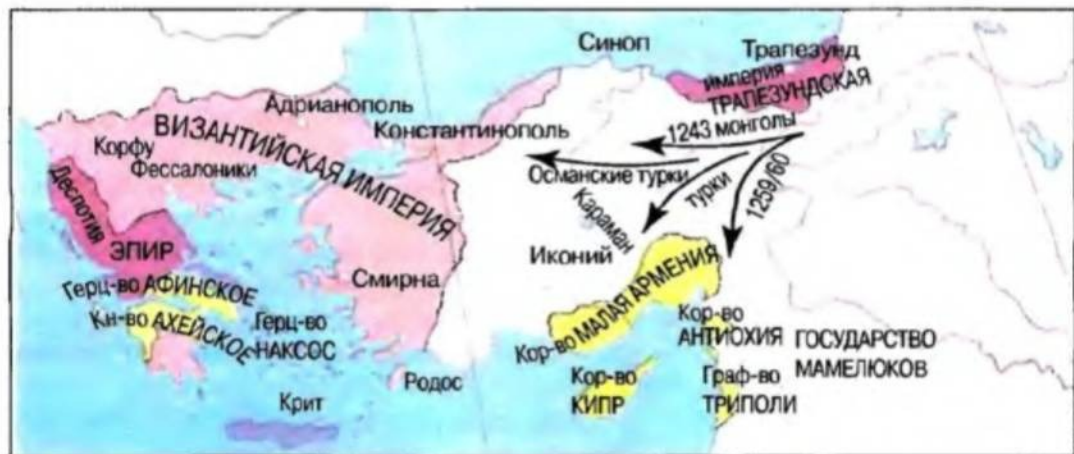 Синоп
Трапезунд
империя
ТРАПЕЗУНДСКАЯ
Адрианополь
Константинополь
ВИЗАНТИЙСКАЯ ИМПЕРИЯ
Корфу
Фессалоники
1243 монголы
Османские турки
турки
1259/60
Караман
Деспотия
ЭПИР
Иконий
Смирна
Герц-во АФИНСКОЕ
Кн-во АХЕЙСКОЕ
Герц-во
НАКСОС
Кор-во МАЛАЯ АРМЕНИЯ
Кор-во
АНТИОХИЯ
ГОСУДАРСТВО
МАМЕЛЮКОВ
Родос
Кор-во
КИПР
Граф-во
ТРИПОЛИ
Крит